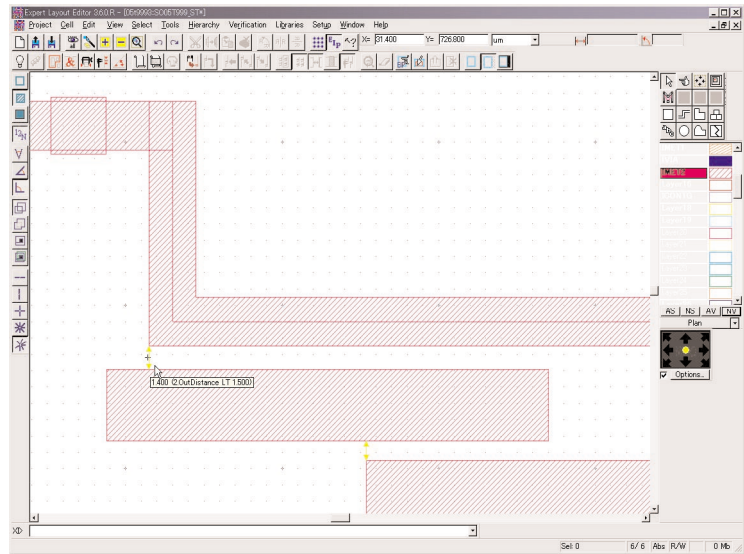 Expert Layout Editor 3.6.0.R - [05t9993:SO05T999_ST*]
Project Cell Edit View Select Tools Hierarchy Verification Libraries Setup Window Help
X= 31.400 Y= 726.800 um
1.400 (2.OutDistance LT 1.500)
AS NS AV NV
Plan
Options..
XD
Sel: 0 6/6 Abs R/W 0 Mb